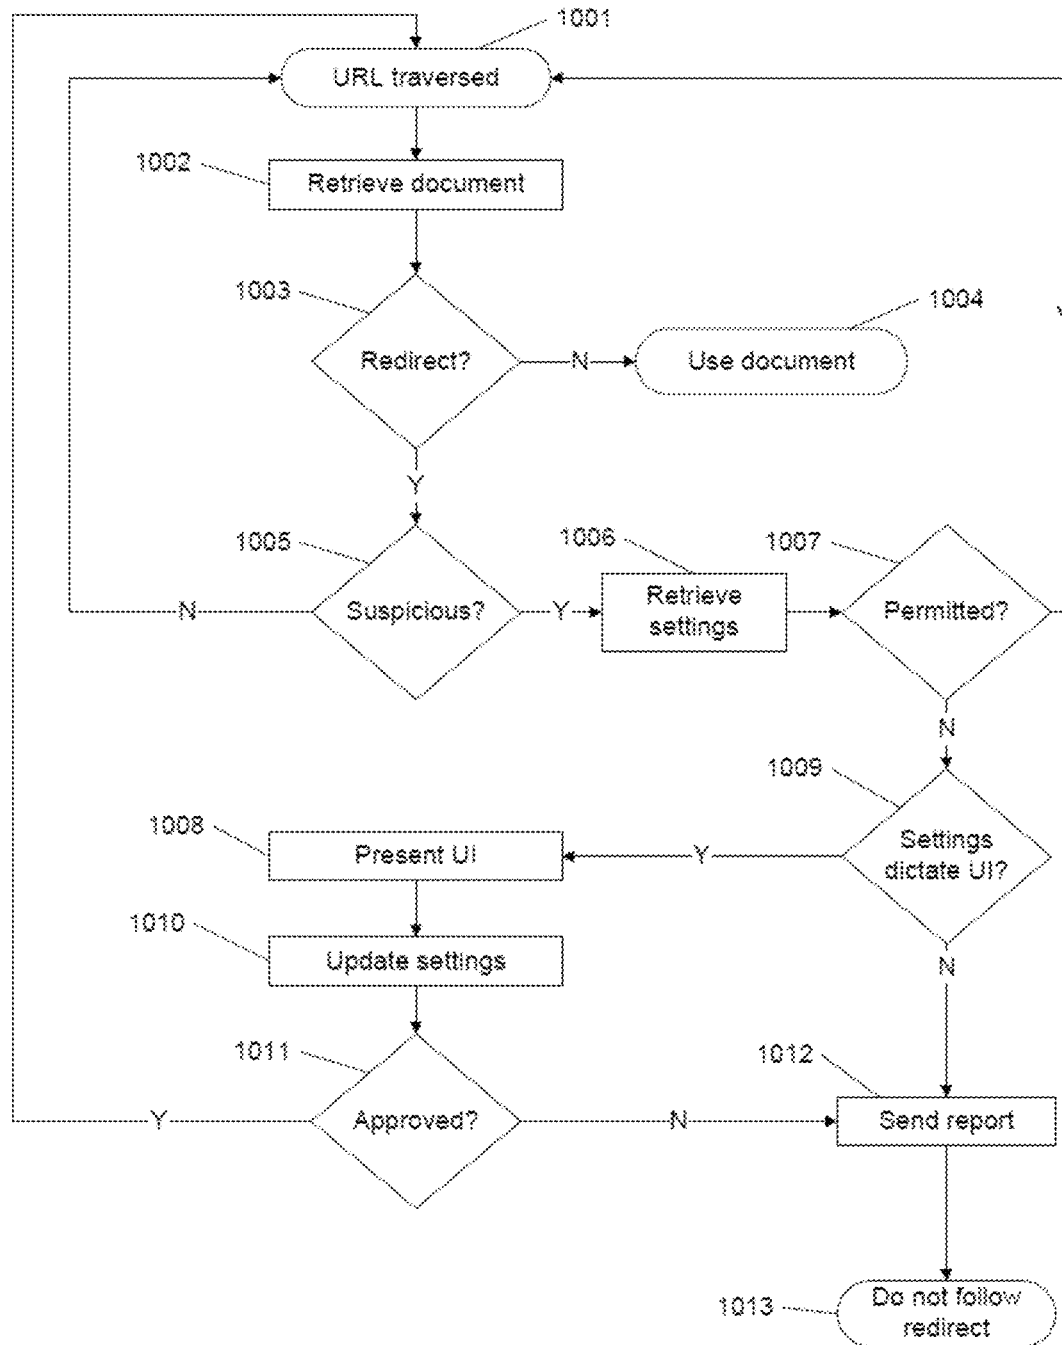 1001
URL traversed
1002
Retrieve document
1003
1004
Redirect?
N
Use document
Y
1005
1006
1007
N
Suspicious?
Y
Retrieve
settings
Permitted?
N
1009
1008
Present UI
Y
Settings
dictate UI?
1010
Update settings
N
1011
1012
Y
Approved?
N
Send report
1013
Do not follow
redirect